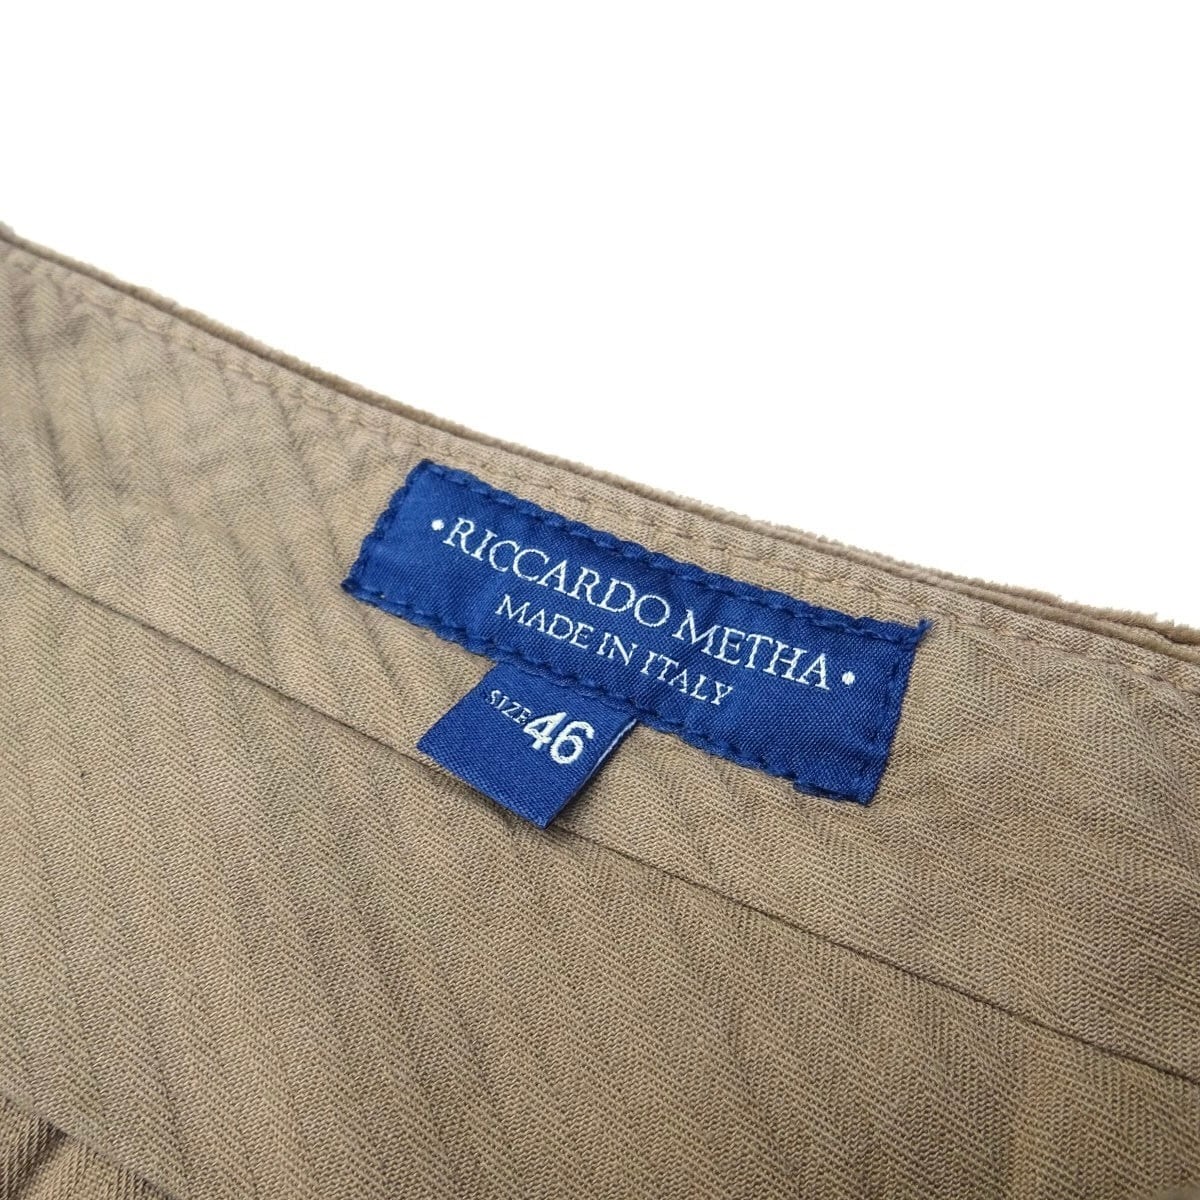 • RICCARDO METHA •
MADE IN ITALY
SIZE 46